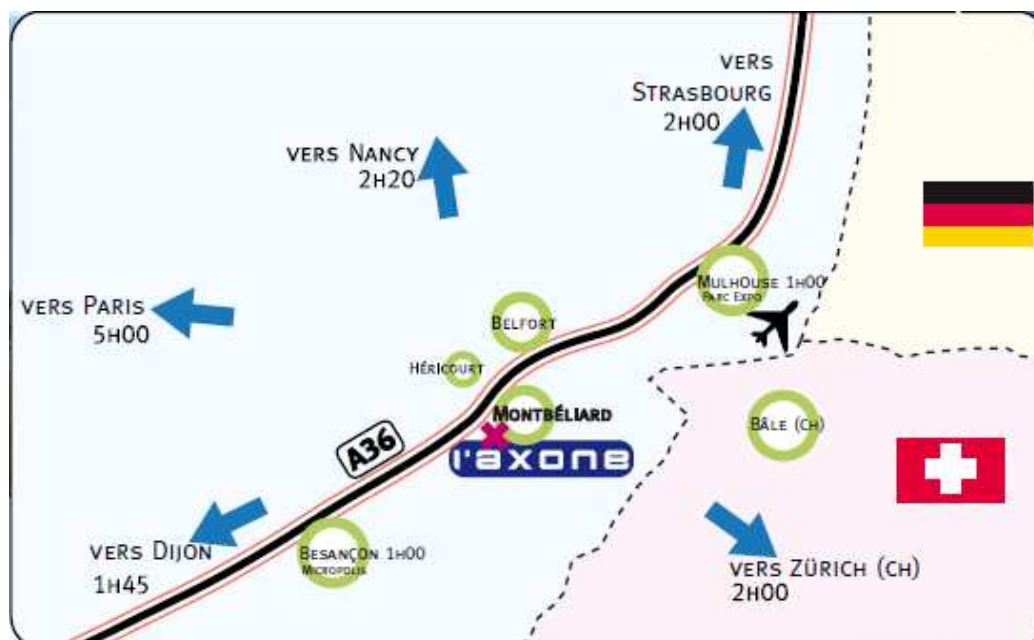 VERS
STRASBOURG
2H00
VERS NANCY
2H20
VERS PARIS
5H00
MULHOUSE 1H00
PARC EXPO
BELFORT
HÉRICOURT
MONTBÉLIARD
BÂLE (CH)
A36
l'axone
VERS DIJON
1H45
BESANÇON 1H00
MICROPOLIS
VERS ZÜRICH (CH)
2H00